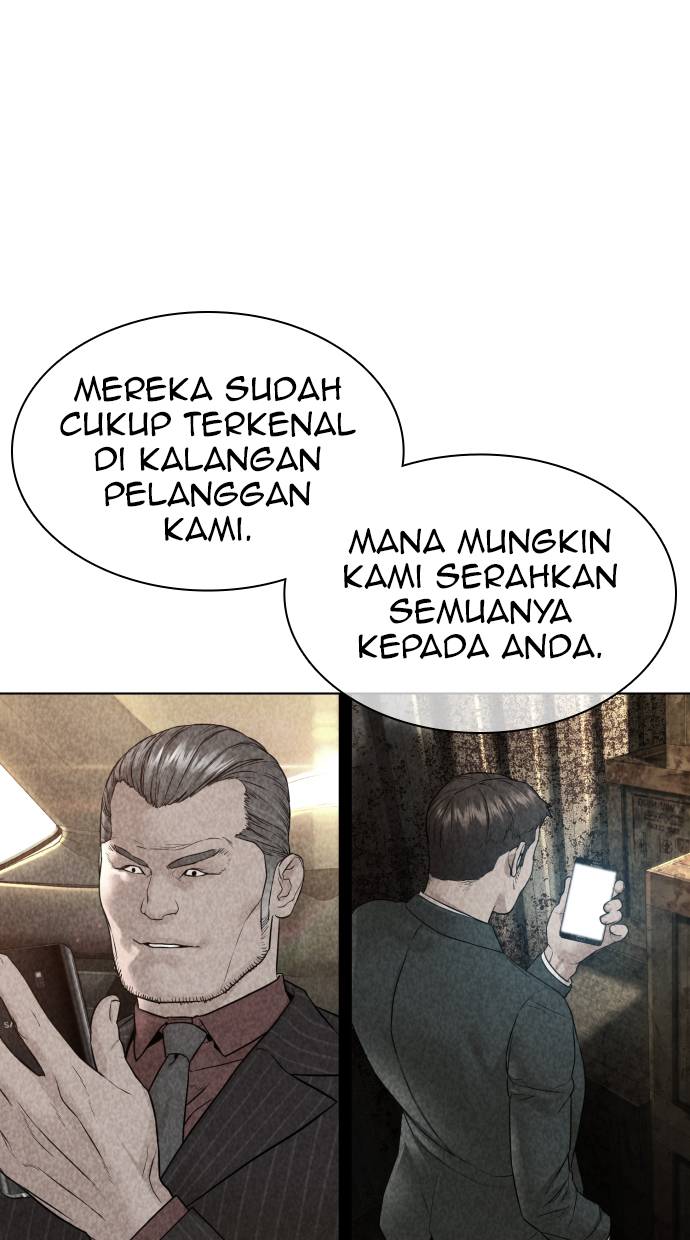 MEREKA SUDAH
CUKUP TERKENAL
DI KALANGAN
PELANGGAN
KAMI.
MANA MUNGKIN
KAMI SERAHKAN
SEMUANYA
KEPADA ANDA.